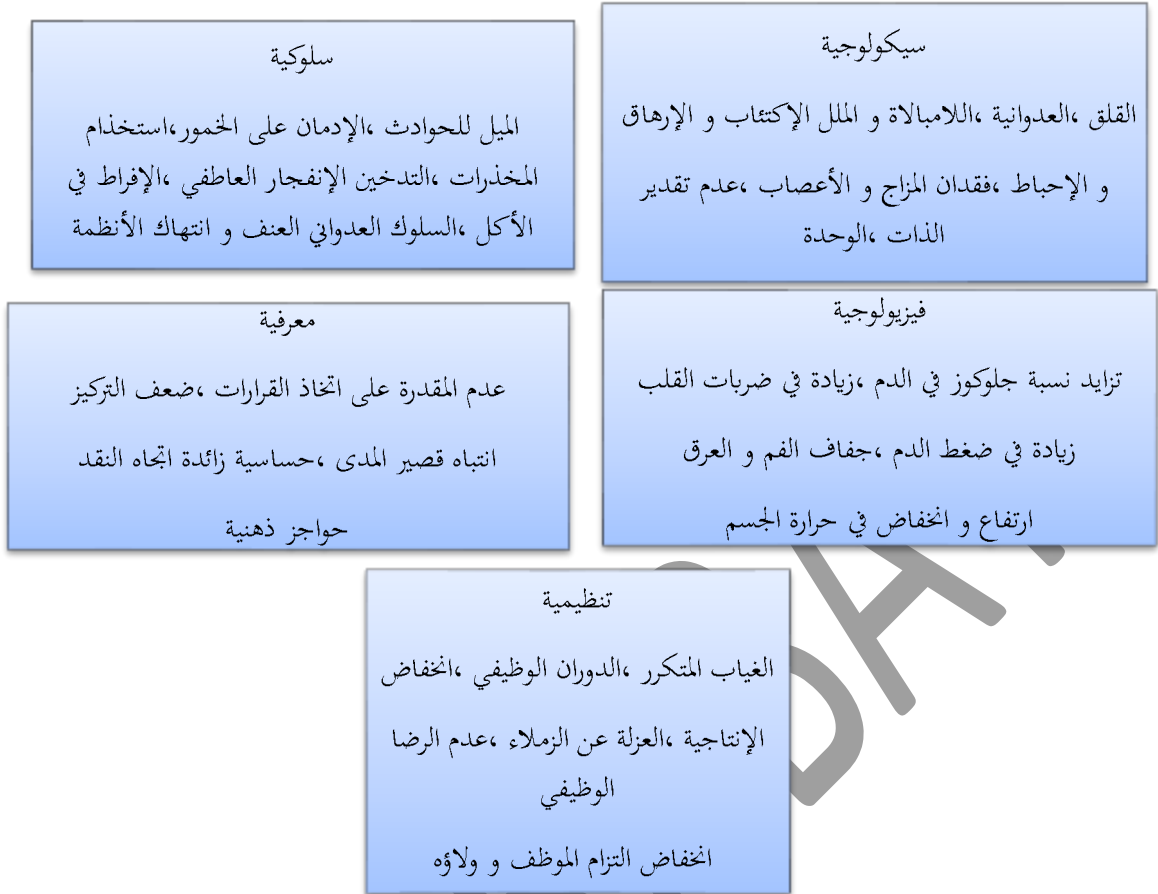 سيكولوجية
القلق ،العدوانية ،اللامبالاة و الملل الإكتئاب و الإرهاق
و الإحباط ،فقدان المزاج و الأعصاب ،عدم تقدير
الذات ،الوحدة
سلوكية
الميل للحوادث ،الإدمان على الخمور،استخذام
المخذرات ،التدخين الإنفجار العاطفي ،الإفراط في
الأكل ،السلوك العدواني العنف و انتهاك الأنظمة
فيزيولوجية
تزايد نسبة جلوكوز في الدم ،زيادة في ضربات القلب
زيادة في ضغط الدم ،جفاف الفم و العرق
ارتفاع و انخفاض في حرارة الجسم
معرفية
عدم المقدرة على اتخاذ القرارات ،ضعف التركيز
انتباه قصير المدى ،حساسية زائدة اتجاه النقد
حواجز ذهنية
تنظيمية
الغياب المتكرر ،الدوران الوظيفي ،انخفاض
الإنتاجية ،العزلة عن الزملاء ،عدم الرضا
الوظيفي
انخفاض التزام الموظف و ولاؤه